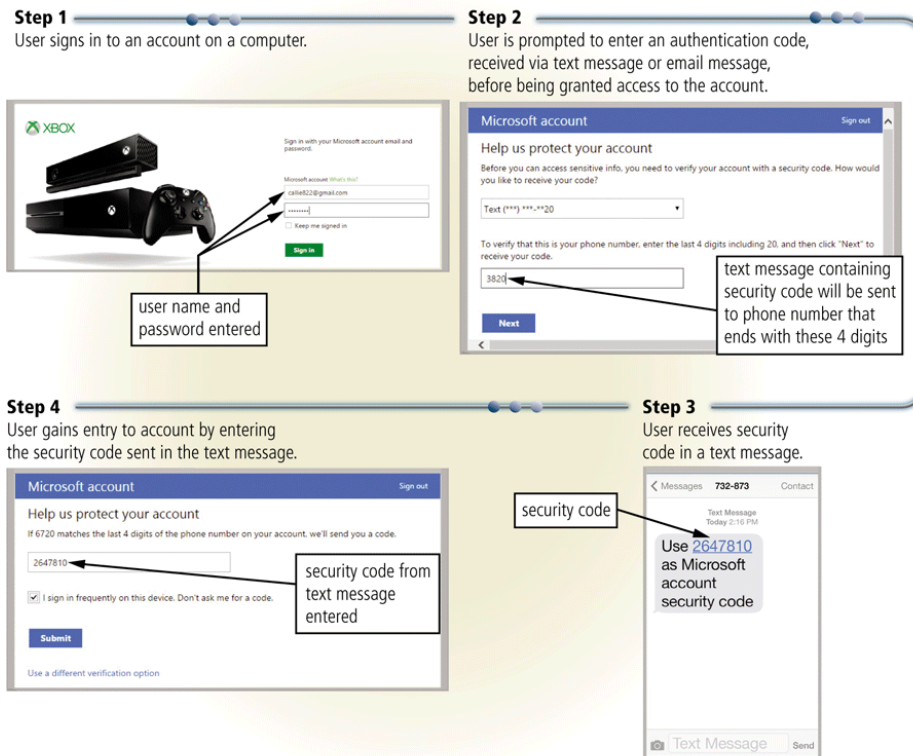 Step 1
User signs in to an account on a computer.
XBOX
Sign in with your Microsoft account email and
password.
Microsoft account What's this?
callie822@gmail.com
••••••••
Keep me signed in
Sign in
user name and
password entered
Step 2
User is prompted to enter an authentication code,
received via text message or email message,
before being granted access to the account.
Microsoft account
Sign out
Help us protect your account
Before you can access sensitive info, you need to verify your account with a security code. How would
you like to receive your code?
Text (***) ***-**20
To verify that this is your phone number, enter the last 4 digits including 20, and then click "Next" to
receive your code.
3820
Next
text message containing
security code will be sent
to phone number that
ends with these 4 digits
Step 3
User receives security
code in a text message.
Messages 732-873 Contact
Text Message
Today 2:16 PM
Use 2647810
as Microsoft
account
security code
Text Message Send
security code
Step 4
User gains entry to account by entering
the security code sent in the text message.
Microsoft account
Sign out
Help us protect your account
If 6720 matches the last 4 digits of the phone number on your account, we'll send you a code.
2647810
I sign in frequently on this device. Don't ask me for a code.
Submit
Use a different verification option
security code from
text message
entered